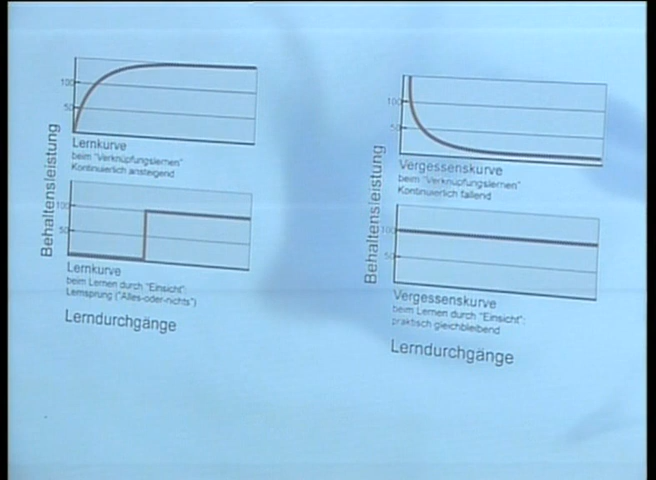 Behaltensleistung
100
50
Lernkurve
beim "Verknüpfungslernen"
Kontinuierlich ansteigend
100
50
Lernkurve
beim Lernen durch "Einsicht":
Lernsprung ("Alles-oder-nichts")
Lerndurchgänge
Behaltensleistung
100
50
Vergessenskurve
beim "Verknüpfungslernen"
Kontinuierlich fallend
100
50
Vergessenskurve
beim Lernen durch "Einsicht":
praktisch gleichbleibend
Lerndurchgänge